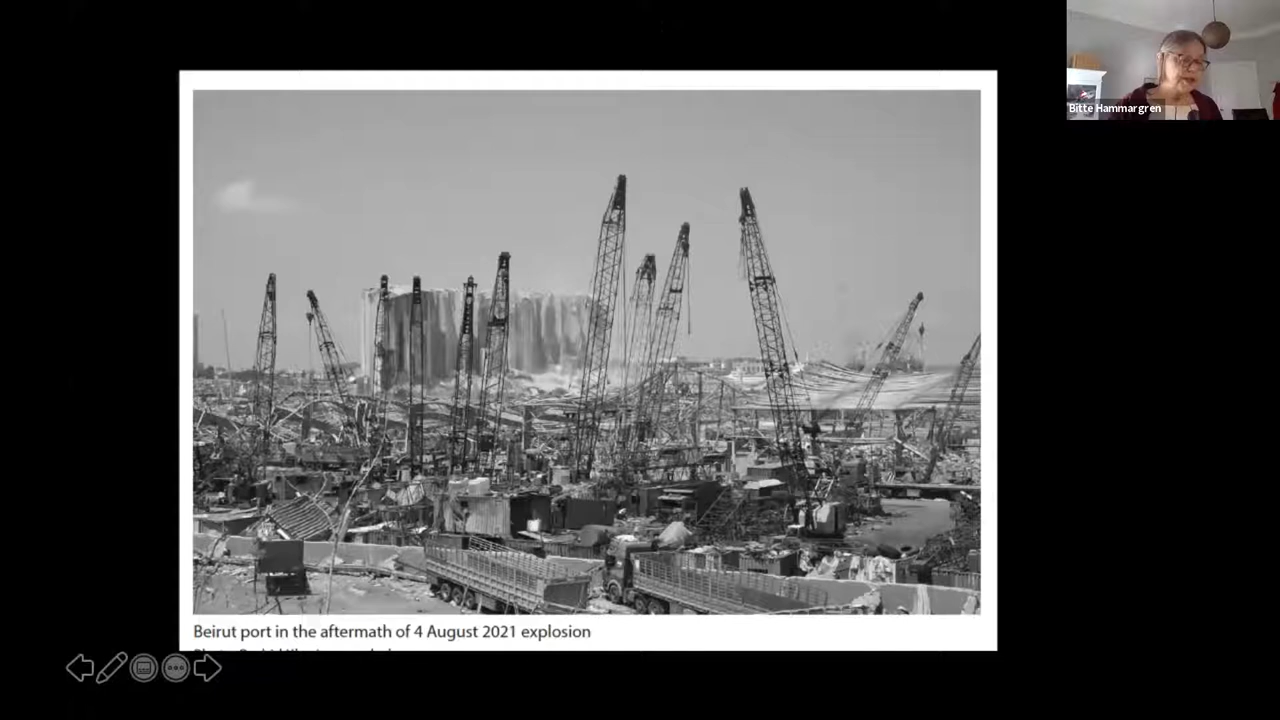 Bitte Hammargren
Beirut port in the aftermath of 4 August 2021 explosion